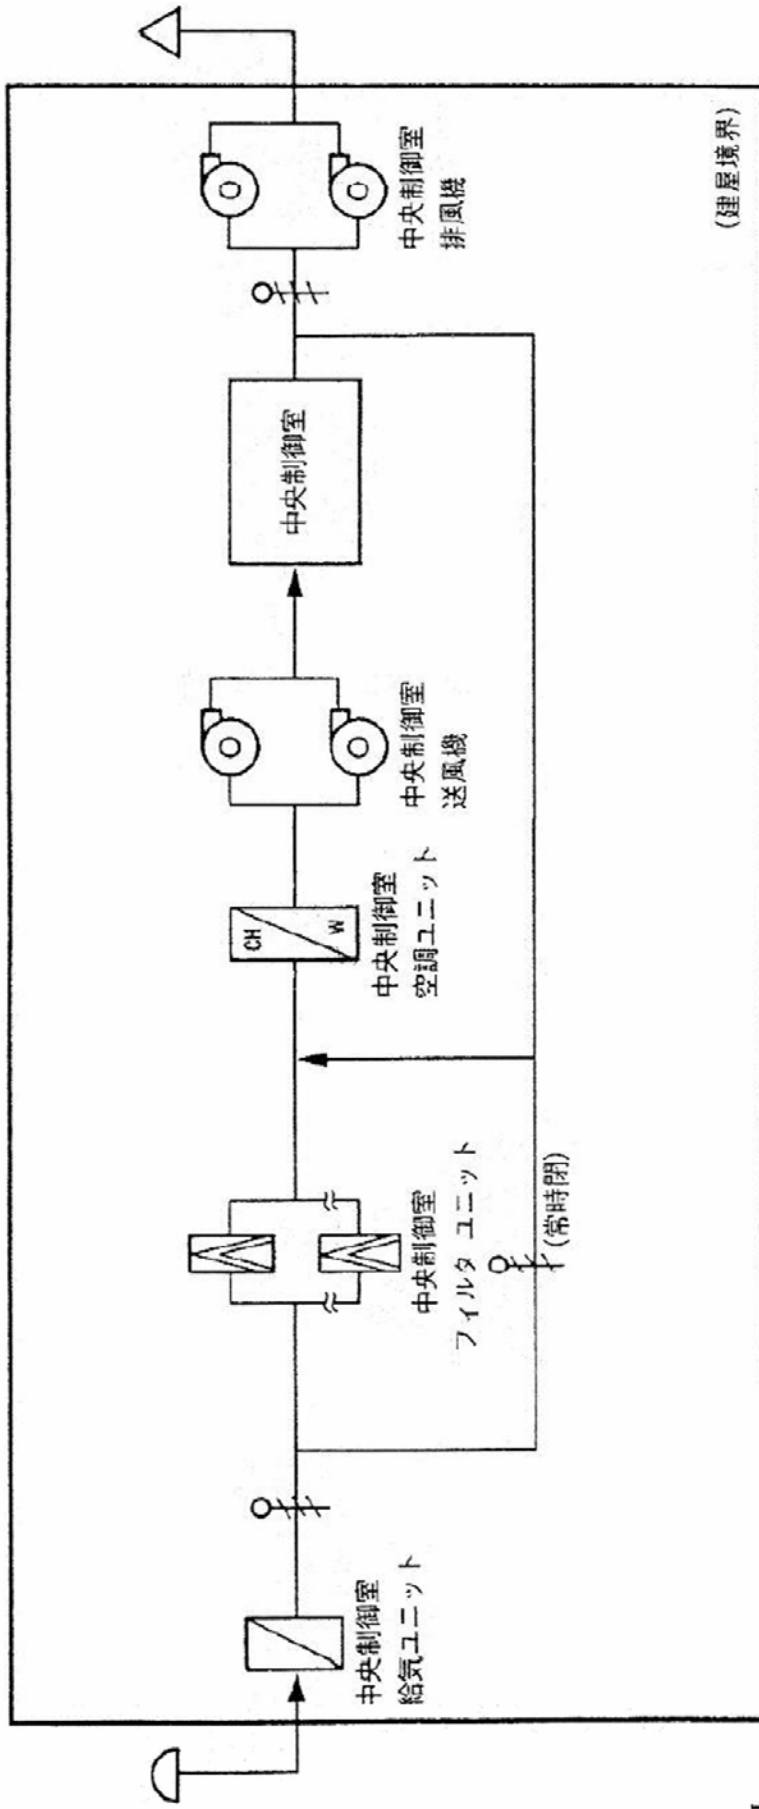 中央制御室
給気ユニット
中央制御室
フィルタ ユニット
(常時閉)
CH
W
中央制御室
空調ユニット
中央制御室
送風機
中央制御室
中央制御室
排風機
(建屋境界)